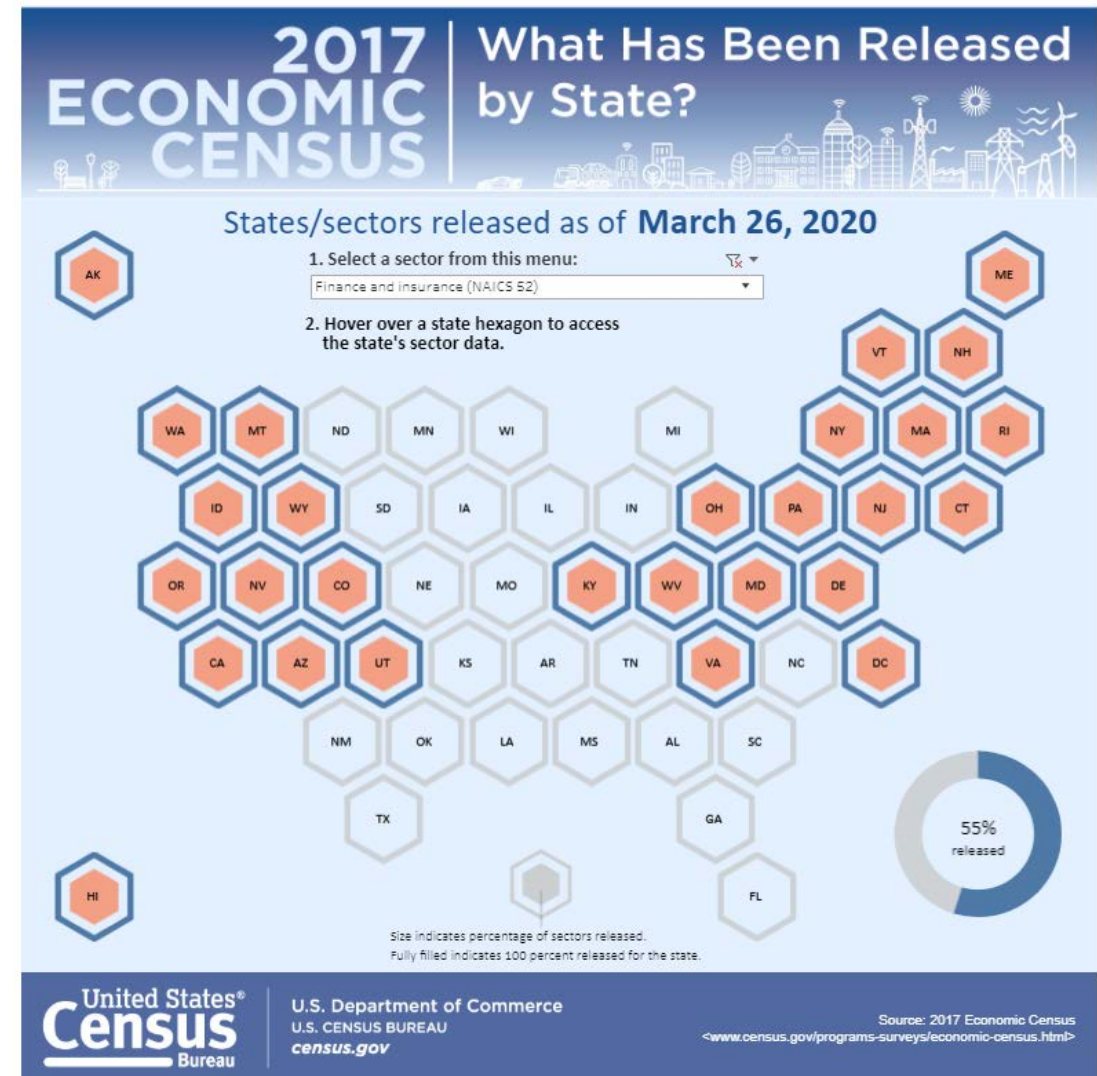 2017
ECONOMIC
CENSUS
What Has Been Released
by State?
States/sectors released as of March 26, 2020
1. Select a sector from this menu:
Finance and insurance (NAICS 52)
2. Hover over a state hexagon to access
the state's sector data.
AK
ME
VT
NH
WA
MT
ND
MN
WI
MI
NY
MA
RI
ID
WY
SD
IA
IL
IN
OH
PA
NJ
CT
OR
NV
CO
NE
MO
KY
WV
MD
DE
CA
AZ
UT
KS
AR
TN
VA
NC
DC
NM
OK
LA
MS
AL
SC
TX
GA
HI
FL
55%
released
Size indicates percentage of sectors released.
Fully filled indicates 100 percent released for the state.
United States®
Census
Bureau
U.S. Department of Commerce
U.S. CENSUS BUREAU
census.gov
Source: 2017 Economic Census
<www.census.gov/programs-surveys/economic-census.html>